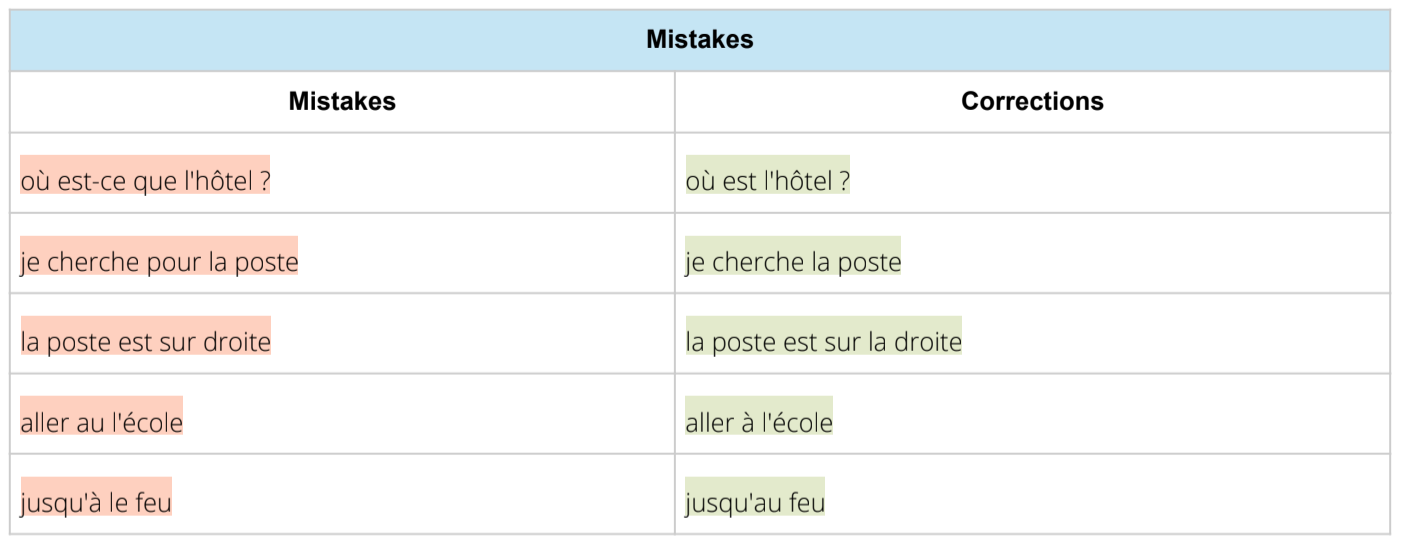 Mistakes
Mistakes Corrections
où est-ce que l'hôtel ? où est l'hôtel ?
je cherche pour la poste je cherche la poste
la poste est sur droite la poste est sur la droite
aller au l'école aller à l'école
jusqu'à le feu jusqu'au feu